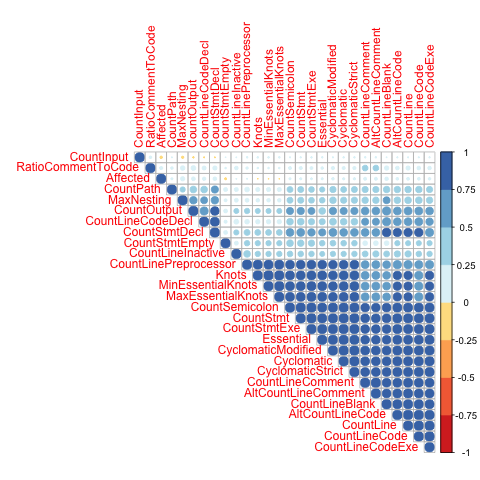 CountInput
RatioCommentToCode
Affected
CountPath
MaxNesting
CountOutput
CountLineCodeDecl
CountStmtDecl
CountStmtEmpty
CountLineInactive
CountLinePreprocessor
Knots
MinEssentialKnots
MaxEssentialKnots
CountSemicolon
CountStmt
CountStmtExe
Essential
CyclomaticModified
Cyclomatic
CyclomaticStrict
CountLineComment
AltCountLineComment
CountLineBlank
AltCountLineCode
CountLine
CountLineCode
CountLineCodeExe
CountInput
RatioCommentToCode
Affected
CountPath
MaxNesting
CountOutput
CountLineCodeDecl
CountStmtDecl
CountStmtEmpty
CountLineInactive
CountLinePreprocessor
Knots
MinEssentialKnots
MaxEssentialKnots
CountSemicolon
CountStmt
CountStmtExe
Essential
CyclomaticModified
Cyclomatic
CyclomaticStrict
CountLineComment
AltCountLineComment
CountLineBlank
AltCountLineCode
CountLine
CountLineCode
CountLineCodeExe
1
0.75
0.5
0.25
0
-0.25
-0.5
-0.75
-1